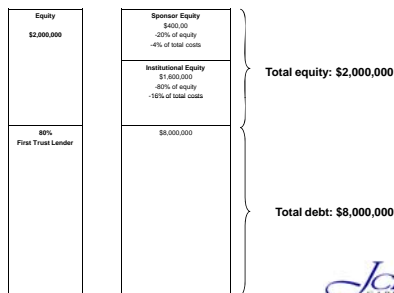 Equity
$2,000,000
80%
First Trust Lender
Sponsor Equity
$400,00
-20% of equity
-4% of total costs
Institutional Equity
$1,600,000
-80% of equity
-16% of total costs
$8,000,000
Total equity: $2,000,000
Total debt: $8,000,000